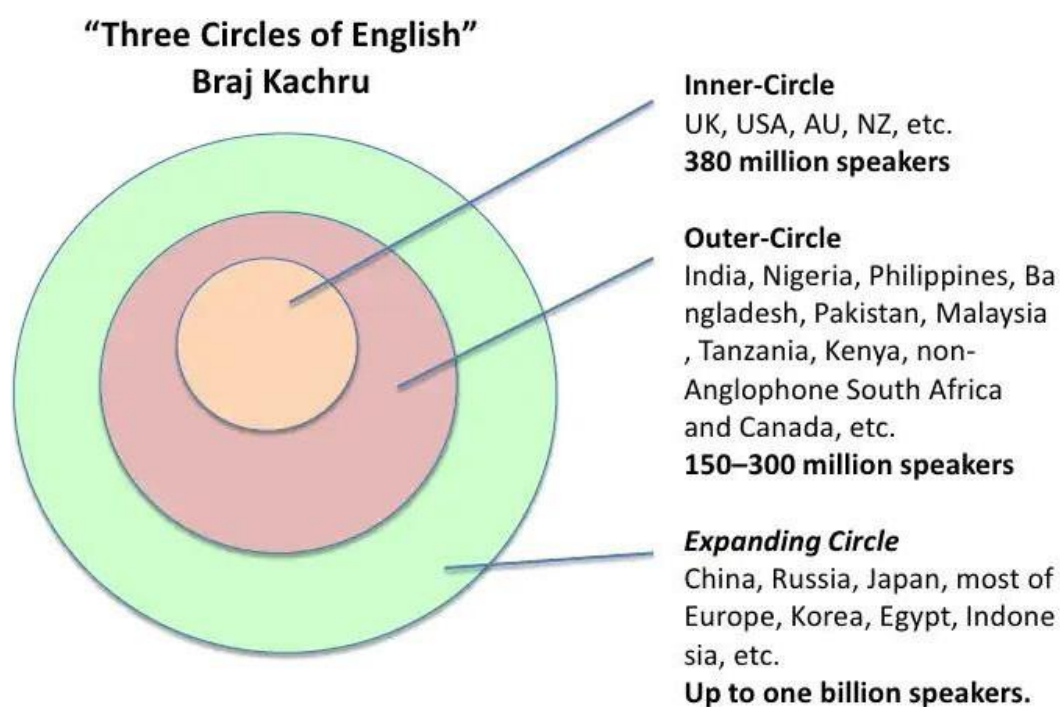 “Three Circles of English”
Braj Kachru
Inner-Circle
UK, USA, AU, NZ, etc.
380 million speakers
Outer-Circle
India, Nigeria, Philippines, Ba
ngladesh, Pakistan, Malaysia
, Tanzania, Kenya, non-
Anglophone South Africa
and Canada, etc.
150–300 million speakers
Expanding Circle
China, Russia, Japan, most of
Europe, Korea, Egypt, Indone
sia, etc.
Up to one billion speakers.